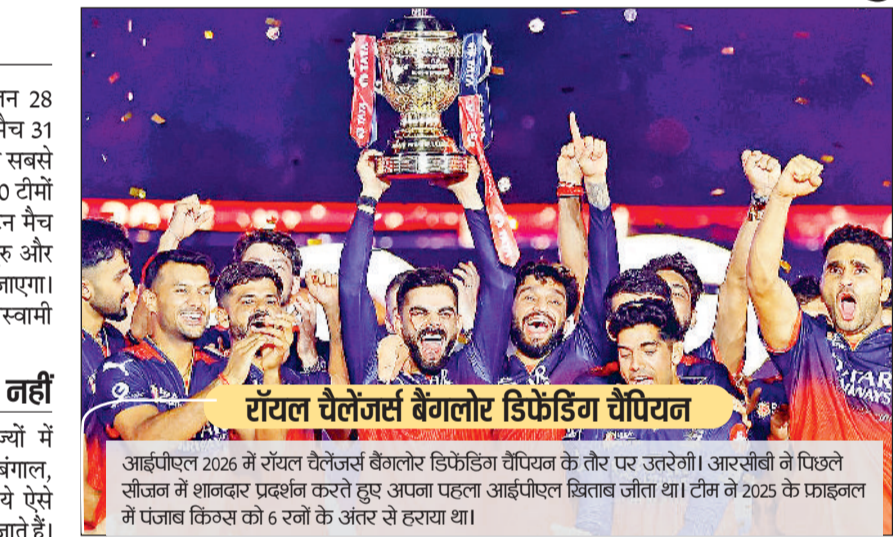 तन 28
मैच 31
सबसे
0 टीमों
न मैच
रु और
जाएगा।
स्वामी
नहीं
ज्यों में
बंगाल,
ये ऐसे
जाते हैं।
TATA
रॉयल चैलेंजर्स बैंगलोर डिफेंडिंग चैंपियन
आईपीएल 2026 में रॉयल चैलेंजर्स बैंगलोर डिफेंडिंग चैंपियन के तौर पर उतरेगी। आरसीबी ने पिछले
सीजन में शानदार प्रदर्शन करते हुए अपना पहला आईपीएल खिताब जीता था। टीम ने 2025 के फ़ाइनल
में पंजाब किंग्स को 6 रनों के अंतर से हराया था।